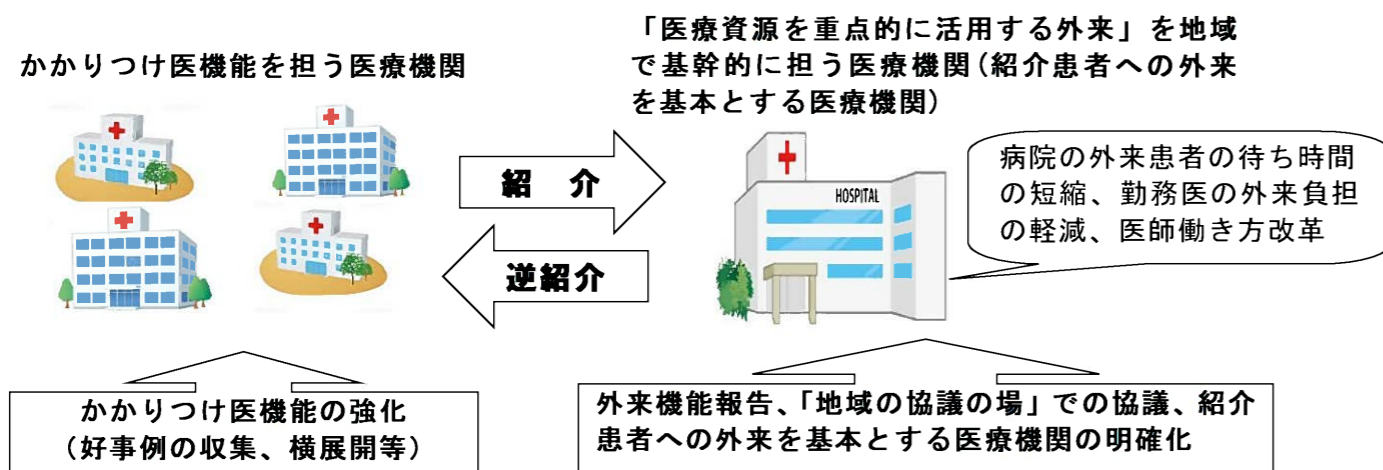 かかりつけ医機能を担う医療機関
「医療資源を重点的に活用する外来」を地域
で基幹的に担う医療機関(紹介患者への外来
を基本とする医療機関)
紹 介
逆紹介
HOSPITAL
病院の外来患者の待ち時間
の短縮、勤務医の外来負担
の軽減、医師働き方改革
かかりつけ医機能の強化
(好事例の収集、横展開等)
外来機能報告、「地域の協議の場」での協議、紹介
患者への外来を基本とする医療機関の明確化